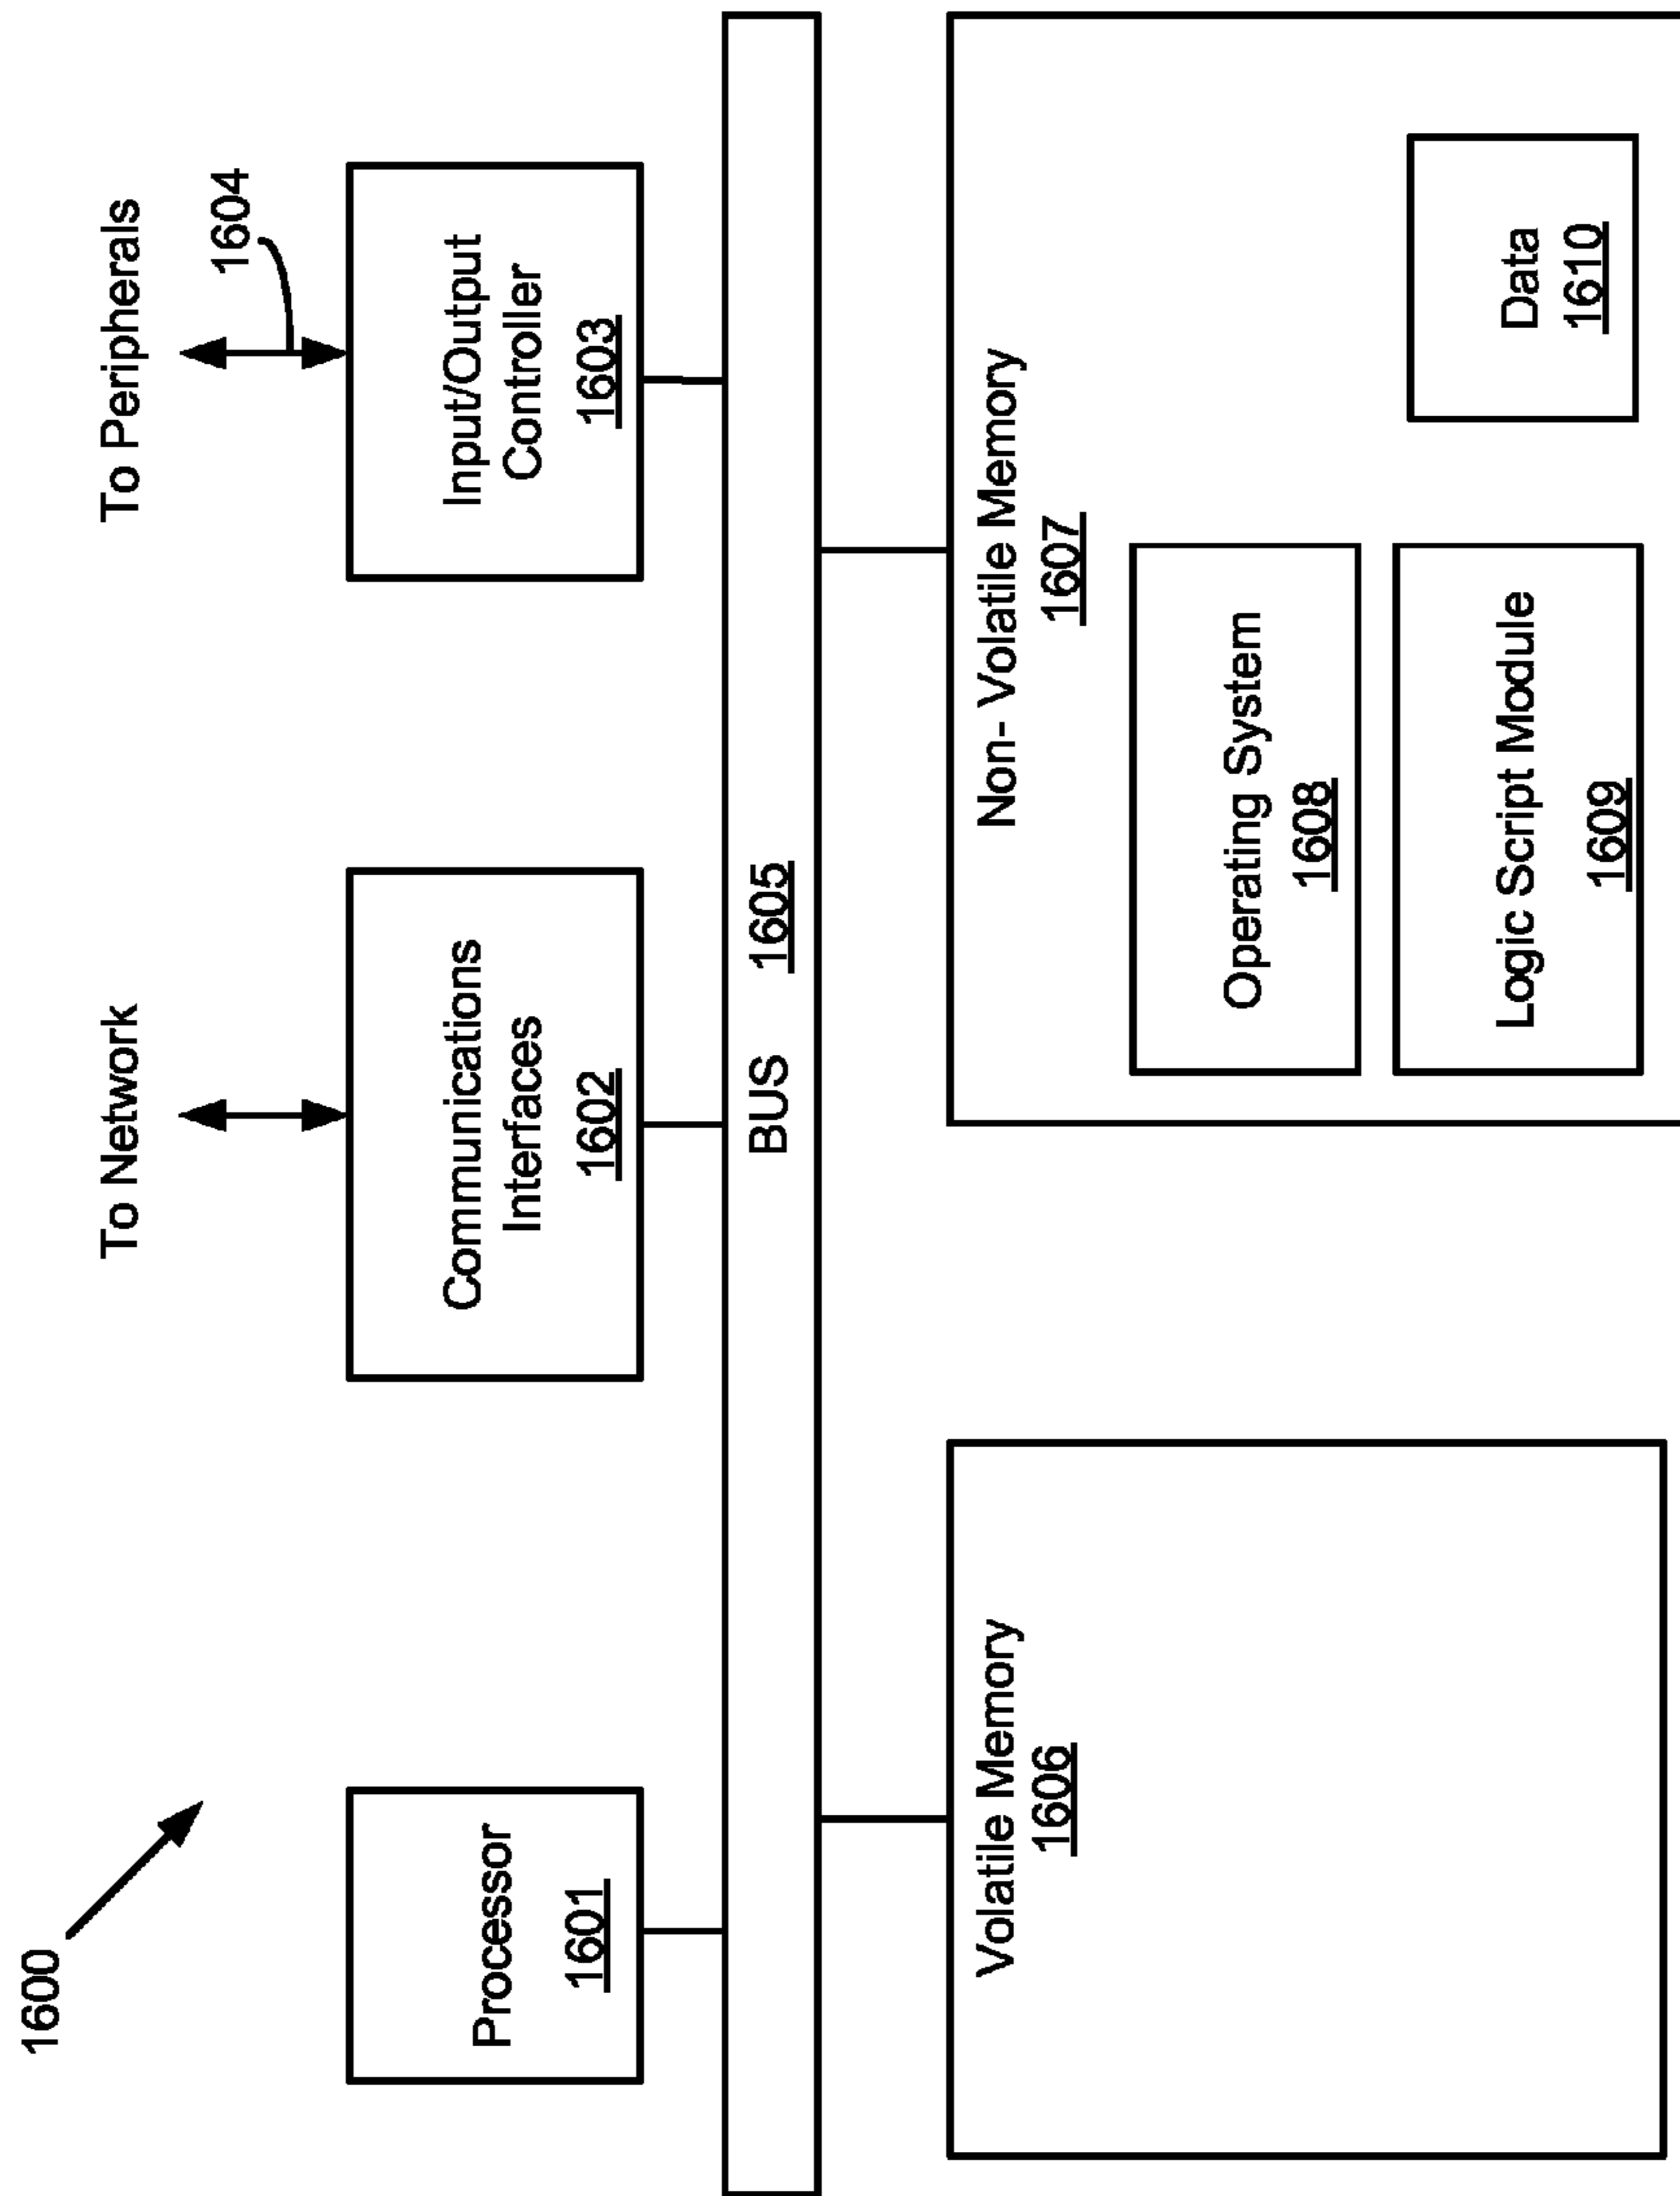 1600
To Network
To Peripherals
1604
Processor
1601
Communications
Interfaces
1602
Input/Output
Controller
1603
BUS 1605
Volatile Memory
1606
Non- Volatile Memory
1607
Operating System
1608
Logic Script Module
1609
Data
1610